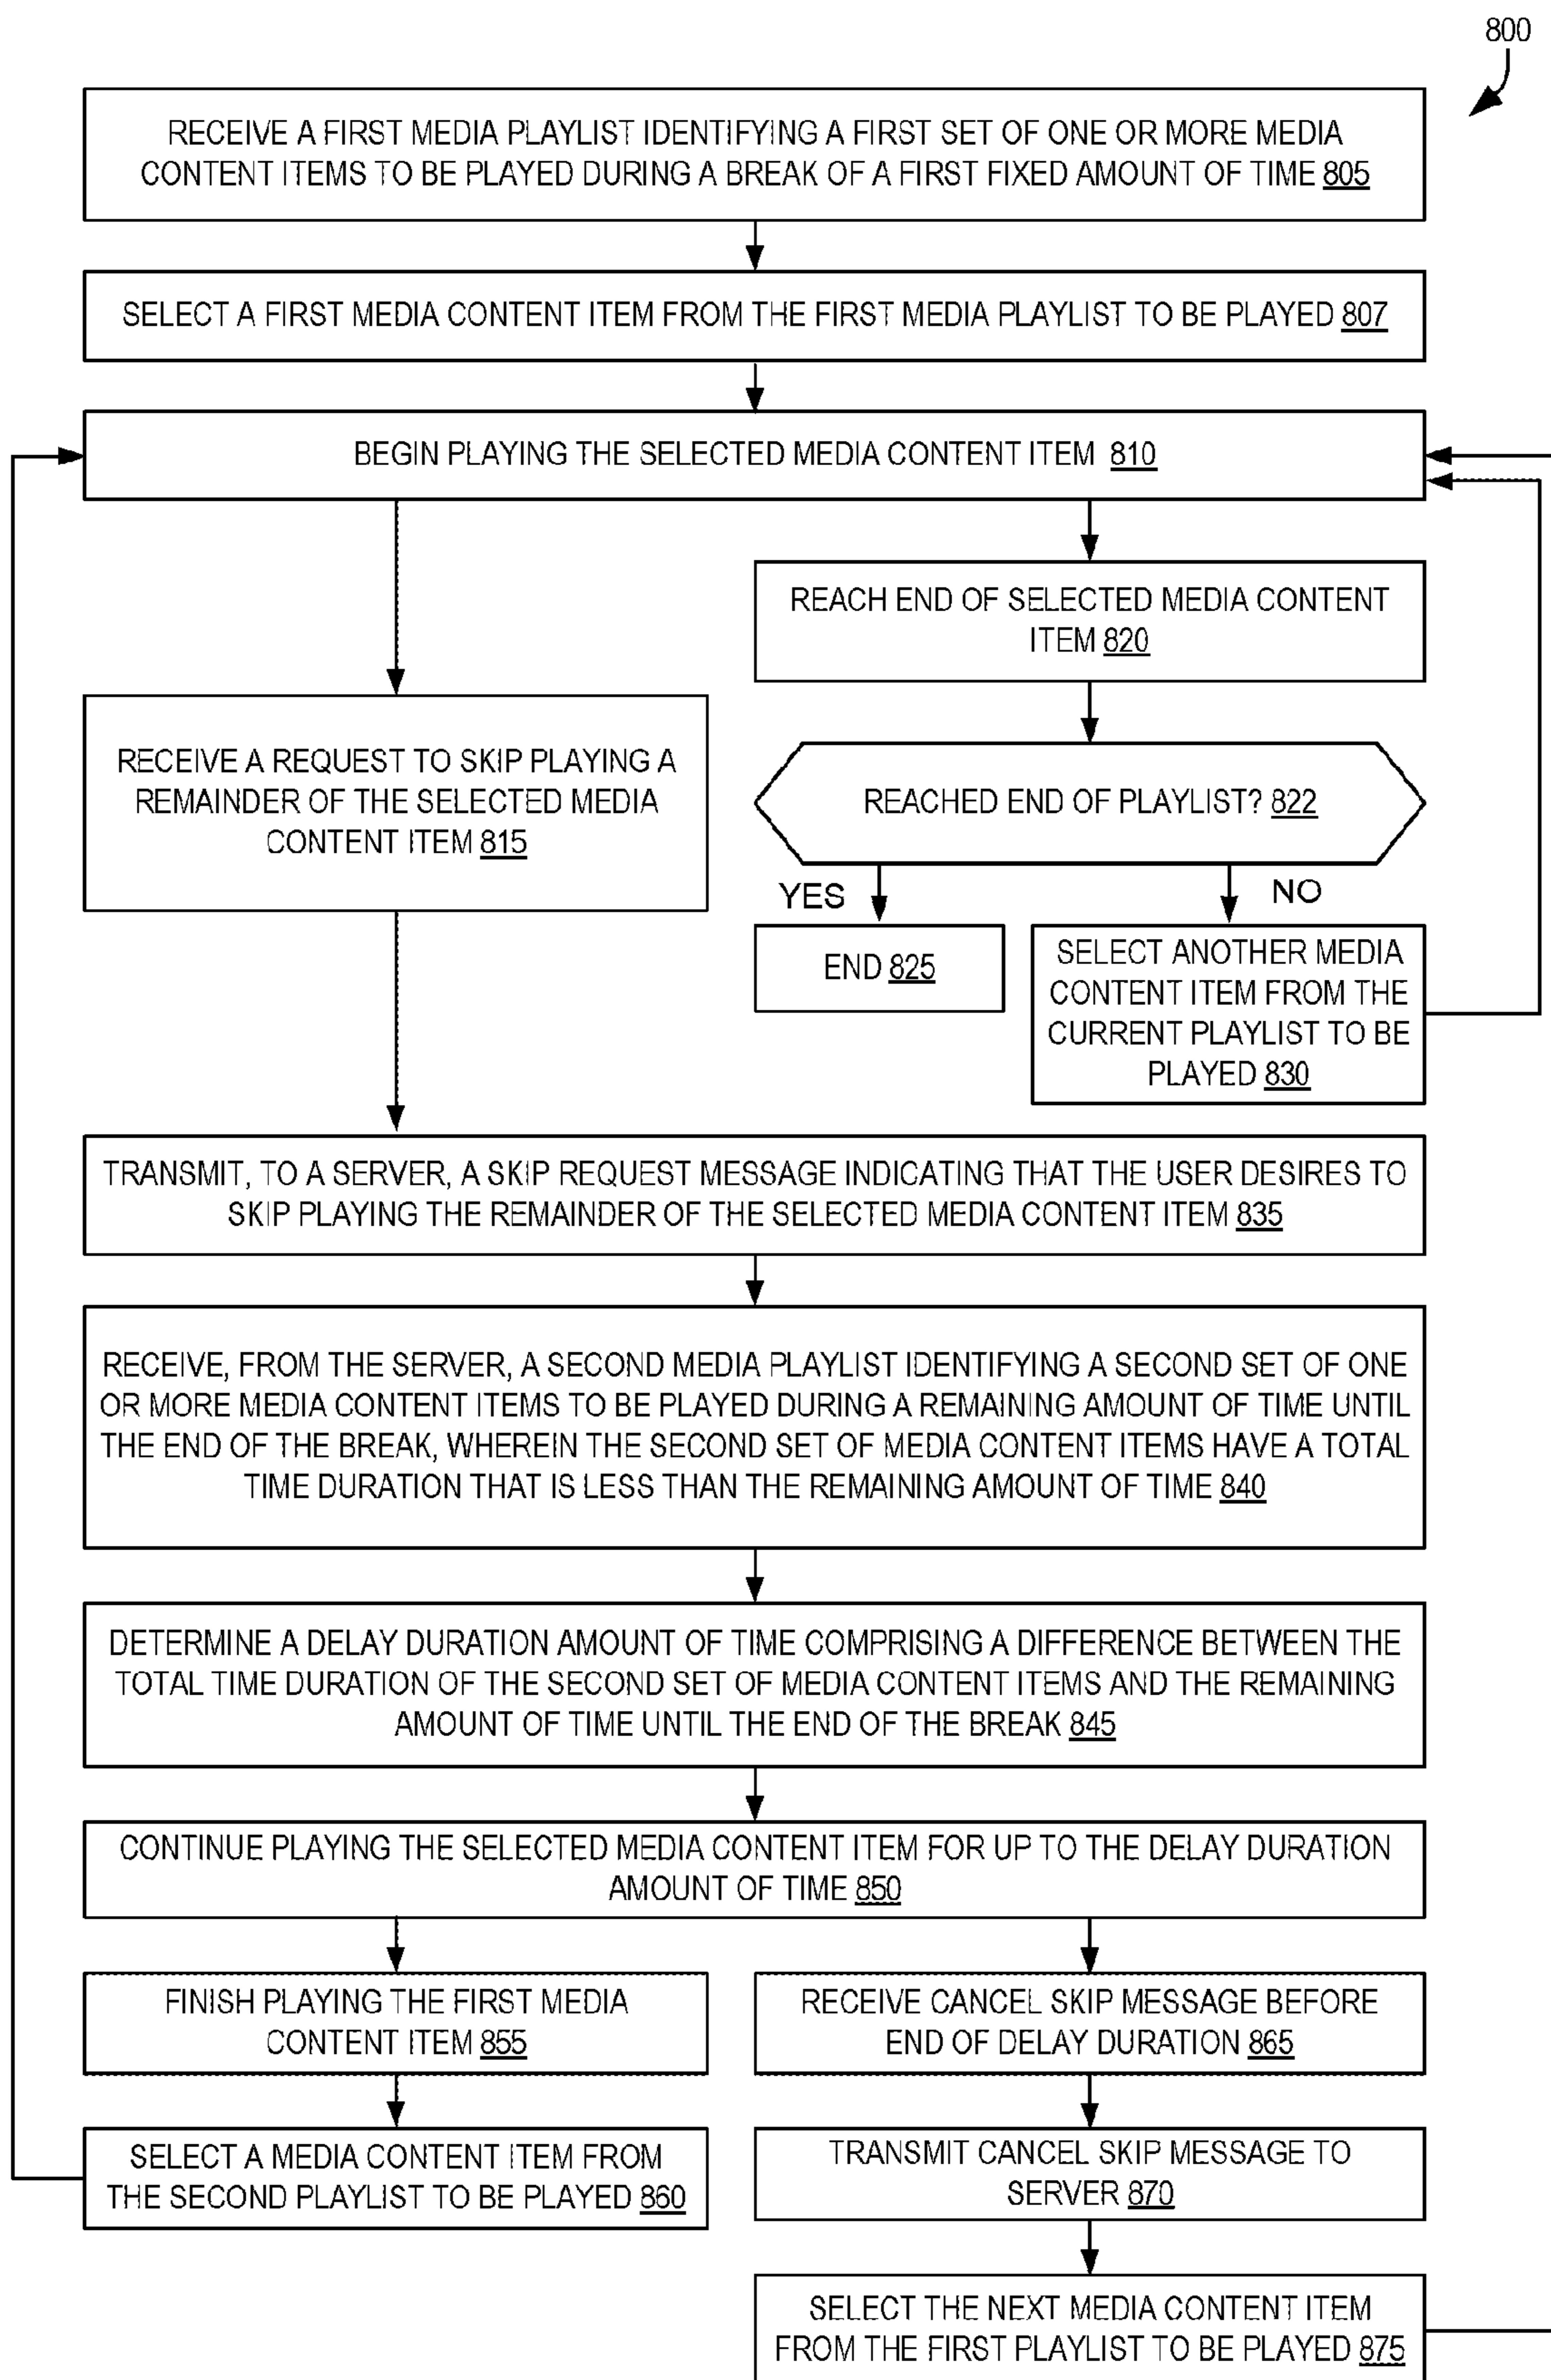 800
RECEIVE A FIRST MEDIA PLAYLIST IDENTIFYING A FIRST SET OF ONE OR MORE MEDIA
CONTENT ITEMS TO BE PLAYED DURING A BREAK OF A FIRST FIXED AMOUNT OF TIME 805
SELECT A FIRST MEDIA CONTENT ITEM FROM THE FIRST MEDIA PLAYLIST TO BE PLAYED 807
BEGIN PLAYING THE SELECTED MEDIA CONTENT ITEM 810
REACH END OF SELECTED MEDIA CONTENT
ITEM 820
RECEIVE A REQUEST TO SKIP PLAYING A
REMAINDER OF THE SELECTED MEDIA
CONTENT ITEM 815
REACHED END OF PLAYLIST? 822
YES
NO
END 825
SELECT ANOTHER MEDIA
CONTENT ITEM FROM THE
CURRENT PLAYLIST TO BE
PLAYED 830
TRANSMIT, TO A SERVER, A SKIP REQUEST MESSAGE INDICATING THAT THE USER DESIRES TO
SKIP PLAYING THE REMAINDER OF THE SELECTED MEDIA CONTENT ITEM 835
RECEIVE, FROM THE SERVER, A SECOND MEDIA PLAYLIST IDENTIFYING A SECOND SET OF ONE
OR MORE MEDIA CONTENT ITEMS TO BE PLAYED DURING A REMAINING AMOUNT OF TIME UNTIL
THE END OF THE BREAK, WHEREIN THE SECOND SET OF MEDIA CONTENT ITEMS HAVE A TOTAL
TIME DURATION THAT IS LESS THAN THE REMAINING AMOUNT OF TIME 840
DETERMINE A DELAY DURATION AMOUNT OF TIME COMPRISING A DIFFERENCE BETWEEN THE
TOTAL TIME DURATION OF THE SECOND SET OF MEDIA CONTENT ITEMS AND THE REMAINING
AMOUNT OF TIME UNTIL THE END OF THE BREAK 845
CONTINUE PLAYING THE SELECTED MEDIA CONTENT ITEM FOR UP TO THE DELAY DURATION
AMOUNT OF TIME 850
FINISH PLAYING THE FIRST MEDIA
CONTENT ITEM 855
RECEIVE CANCEL SKIP MESSAGE BEFORE
END OF DELAY DURATION 865
SELECT A MEDIA CONTENT ITEM FROM
THE SECOND PLAYLIST TO BE PLAYED 860
TRANSMIT CANCEL SKIP MESSAGE TO
SERVER 870
SELECT THE NEXT MEDIA CONTENT ITEM
FROM THE FIRST PLAYLIST TO BE PLAYED 875